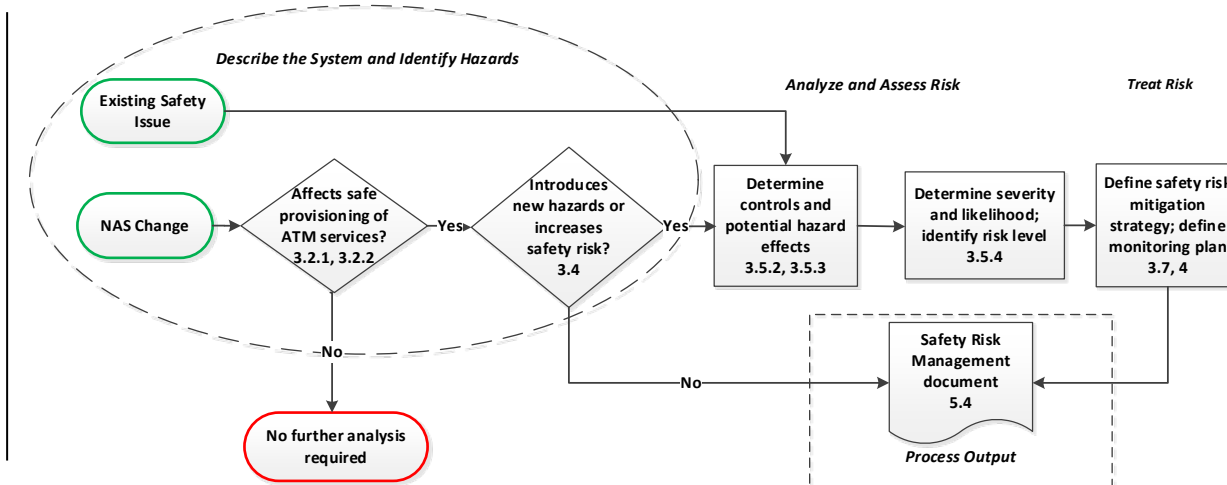 Describe the System and Identify Hazards
Analyze and Assess Risk
Treat Risk
Existing Safety
Issue
NAS Change
Affects safe
provisioning of
ATM services?
3.2.1, 3.2.2
Yes
Introduces
new hazards or
increases
safety risk?
3.4
Yes
Determine
controls and
potential hazard
effects
3.5.2, 3.5.3
Determine severity
and likelihood;
identify risk level
3.5.4
Define safety risk
mitigation
strategy; define
monitoring plan
3.7, 4
No
No further analysis
required
No
Safety Risk
Management
document
5.4
Process Output